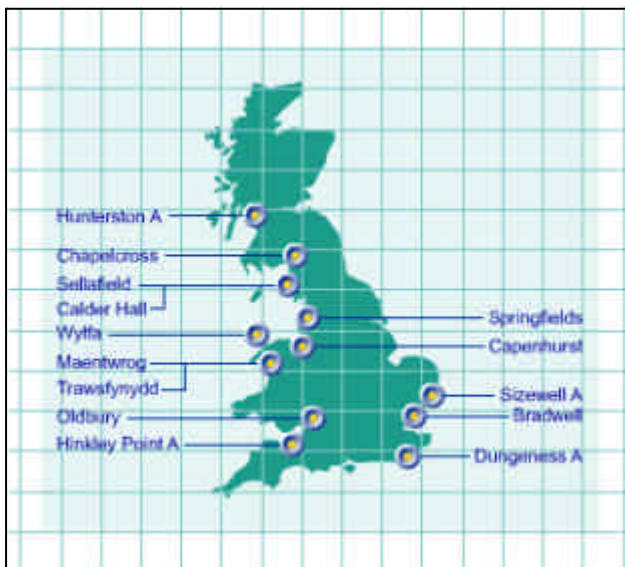 Hunterston A
Chapelcross
Sellafield
Calder Hall
Wylfa
Maentwrog
Trawsfynydd
Oldbury
Hinkley Point A
Springfields
Capenhurst
Sizewell A
Bradwell
Dungeness A